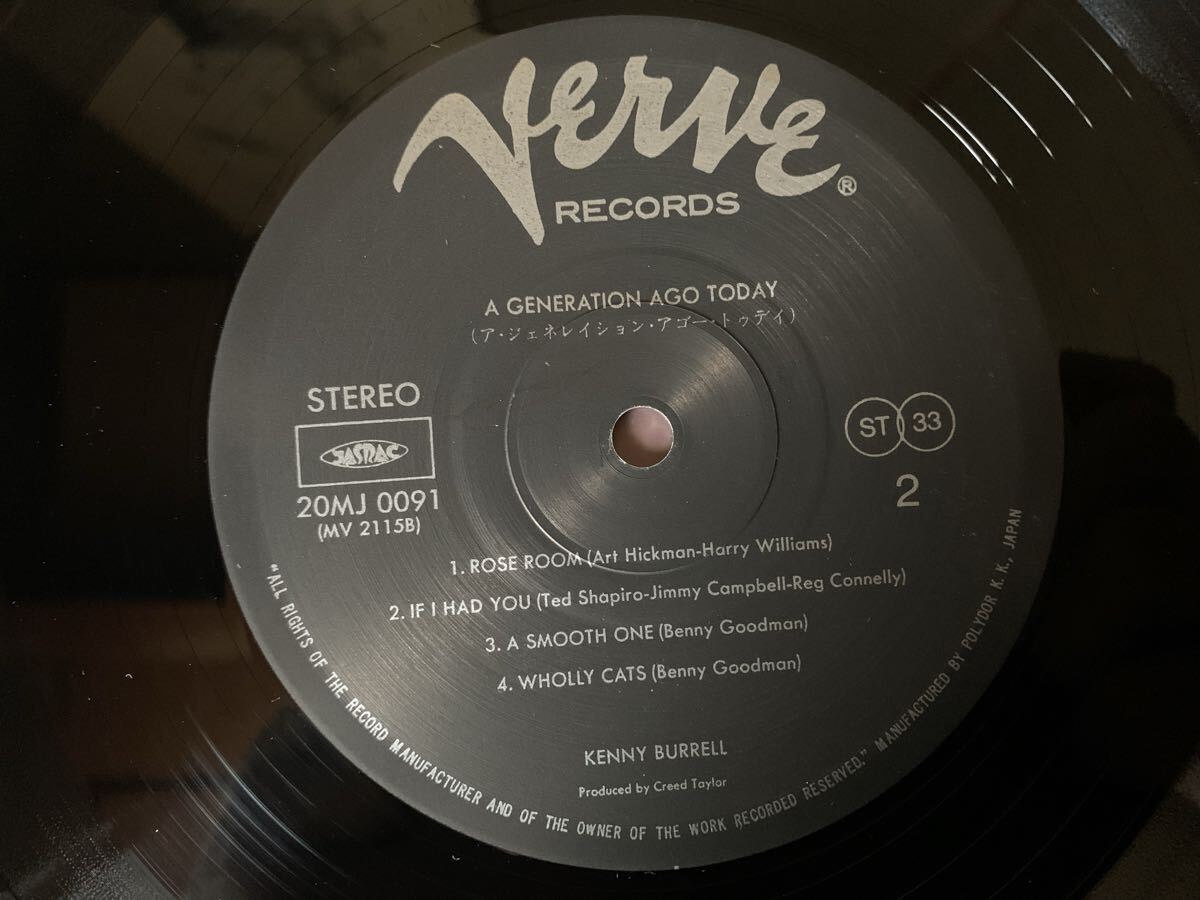 Verve®
RECORDS
A GENERATION AGO TODAY
(ア・ジェネレイション・アゴー・トゥデイ)
STEREO
JASRAC
20MJ 0091
(MV 2115B)
ST 33
2
1. ROSE ROOM (Art Hickman-Harry Williams)
2. IF I HAD YOU (Ted Shapiro-Jimmy Campbell-Reg Connelly)
3. A SMOOTH ONE (Benny Goodman)
4. WHOLLY CATS (Benny Goodman)
KENNY BURRELL
Produced by Creed Taylor
"ALL RIGHTS OF THE RECORD MANUFACTURER AND OF THE OWNER OF THE WORK RECORDED RESERVED." MANUFACTURED BY POLYDOR K.K., JAPAN